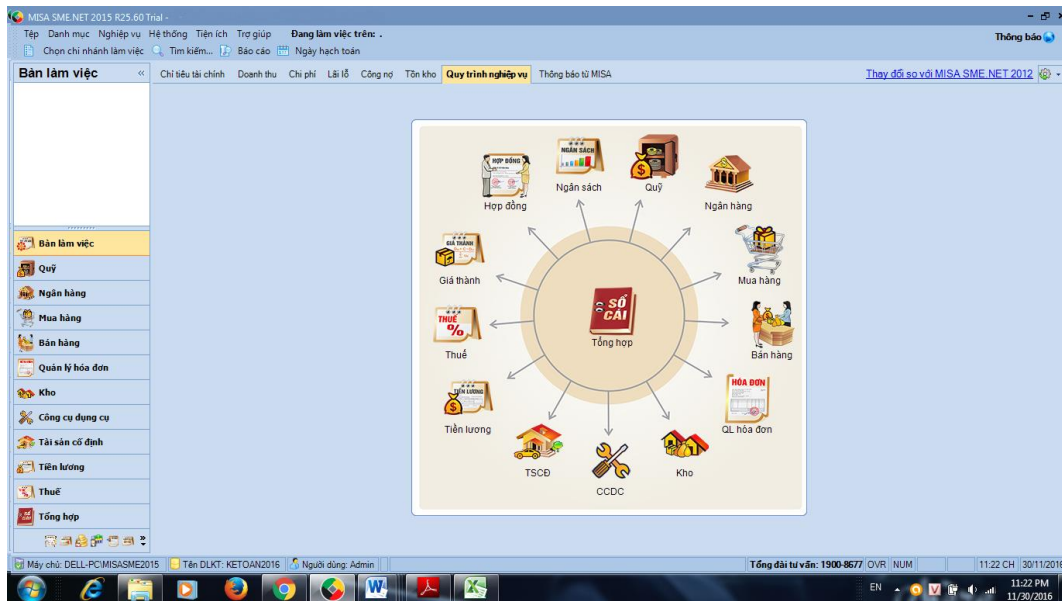 MISA SME.NET 2015 R25.60 Trial -
Tệp Danh mục Nghiệp vụ Hệ thống Tiện ích Trợ giúp Đang làm việc trên: .
Thông báo
Chọn chi nhánh làm việc Tìm kiếm... Báo cáo Ngày hạch toán
Bàn làm việc «
Chỉ tiêu tài chính Doanh thu Chi phí Lãi lỗ Công nợ Tồn kho Quy trình nghiệp vụ Thông báo từ MISA
Thay đổi so với MISA SME.NET 2012
HỢP ĐỒNG
Hợp đồng
NGÂN SÁCH
Ngân sách
Quỹ
Ngân hàng
GIÁ THÀNH
Giá thành
Mua hàng
SỔ CÁI
Tổng hợp
THUẾ %
Thuế
Bán hàng
TIỀN LƯƠNG
Tiền lương
HÓA ĐƠN
QL hóa đơn
TSCĐ
CCDC
Kho
Bàn làm việc
Quỹ
Ngân hàng
Mua hàng
Bán hàng
Quản lý hóa đơn
Kho
Công cụ dụng cụ
Tài sản cố định
Tiền lương
Thuế
Tổng hợp
Máy chủ: DELL-PC\MISASME2015 Tên DLKT: KETOAN2016 Người dùng: Admin Tổng đài tư vấn: 1900-8677 OVR NUM 11:22 CH 30/11/2016
EN
11:22 PM
11/30/2016